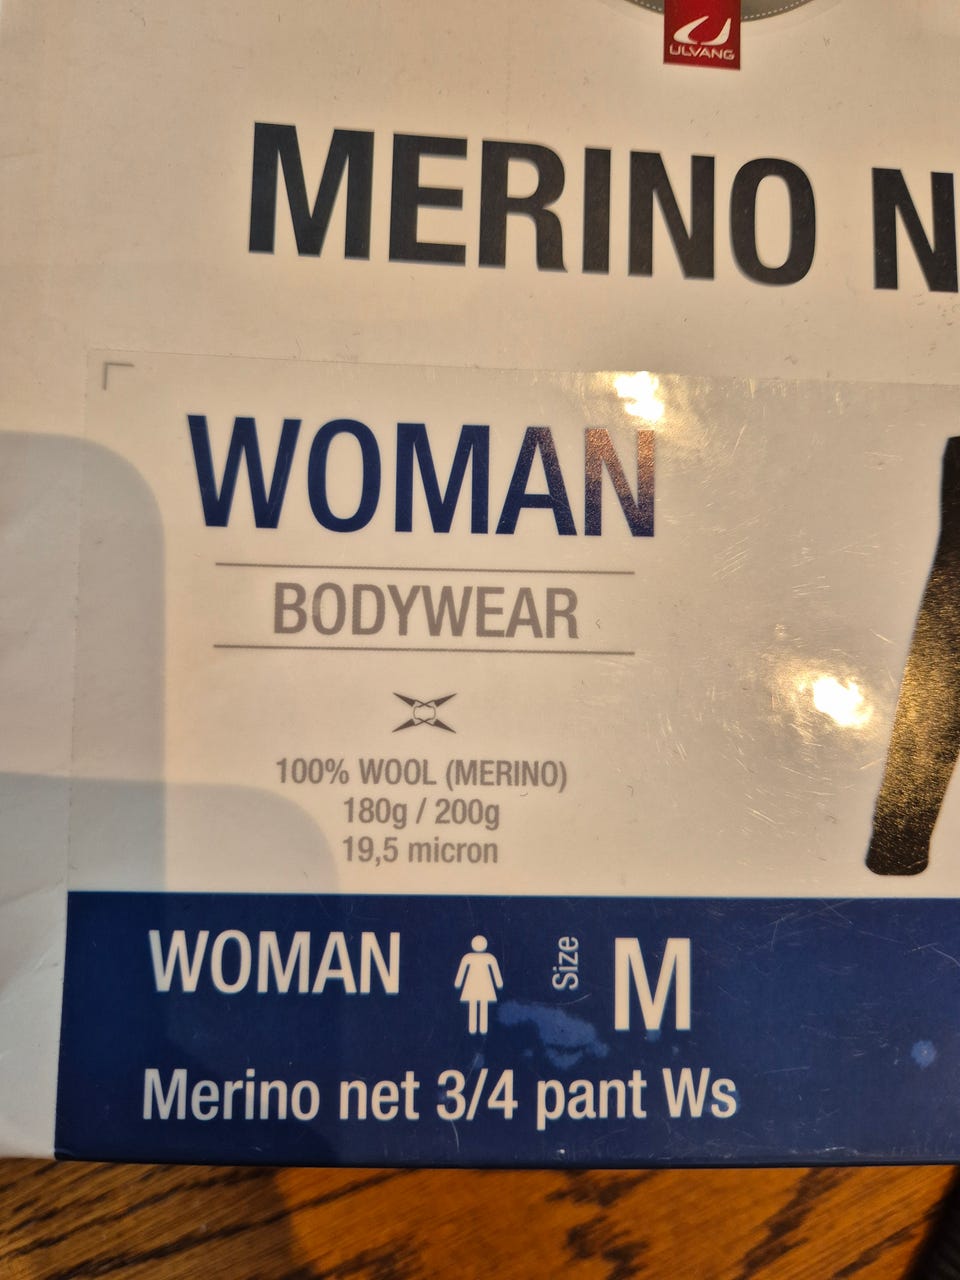 ULVANG
MERINO N
WOMAN
BODYWEAR
100% WOOL (MERINO)
180g / 200g
19,5 micron
WOMAN Size M
Merino net 3/4 pant Ws